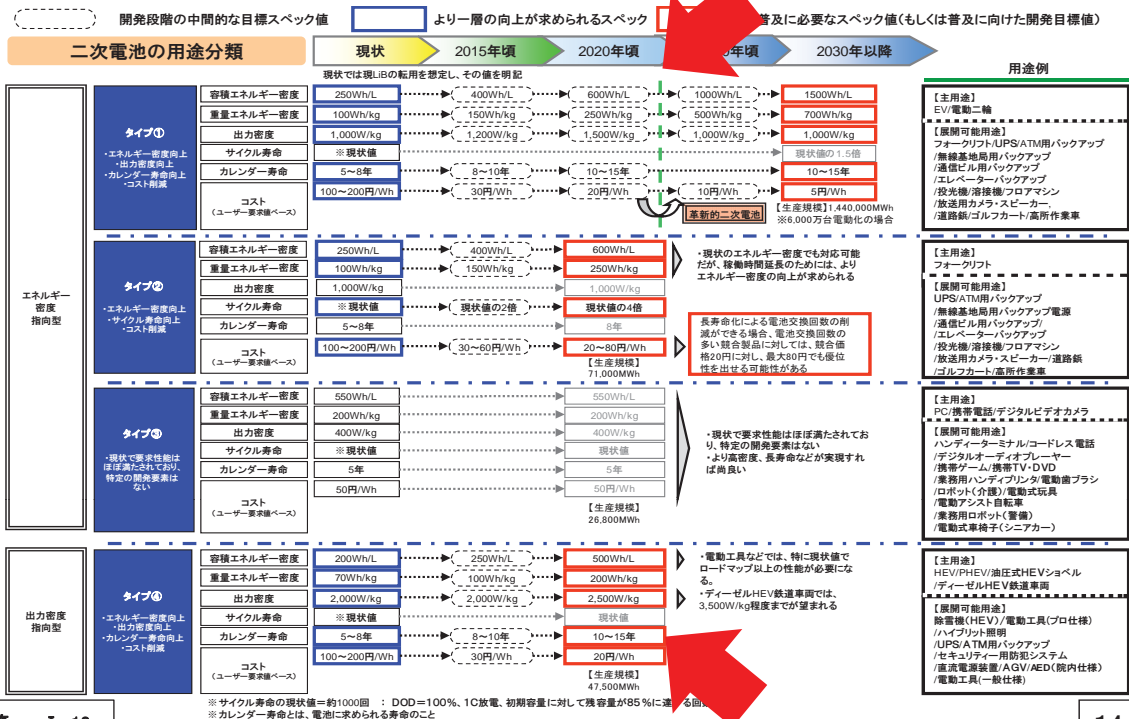 開発段階の中間的な目標スペック値
より一層の向上が求められるスペック
普及に必要なスペック値(もしくは普及に向けた開発目標値)
二次電池の用途分類
現状
2015年頃
2020年頃
年頃
2030年以降
用途例
現状では現LiBの転用を想定し、その値を明記
エネルギー
密度
指向型
タイプ①
・エネルギー密度向上
・出力密度向上
・カレンダー寿命向上
・コスト削減
容積エネルギー密度
250Wh/L
400Wh/L
600Wh/L
1000Wh/L
1500Wh/L
重量エネルギー密度
100Wh/kg
150Wh/kg
250Wh/kg
500Wh/kg
700Wh/kg
出力密度
1,000W/kg
1,200W/kg
1,500W/kg
1,000W/kg
1,000W/kg
サイクル寿命
※現状値
現状値の1.5倍
カレンダー寿命
5～8年
8～10年
10～15年
10～15年
コスト
(ユーザー要求値ベース)
100～200円/Wh
30円/Wh
20円/Wh
10円/Wh
5円/Wh
革新的二次電池
【生産規模】1,440,000MWh
※6,000万台電動化の場合
【主用途】
EV/電動二輪
【展開可能用途】
フォークリフト/UPS/ATM用バックアップ
/無線基地局用バックアップ
/通信ビル用バックアップ
/エレベーターバックアップ
/投光機/溶接機/フロアマシン
/放送用カメラ・スピーカー、
/道路鋲/ゴルフカート/高所作業車
タイプ②
・エネルギー密度向上
・サイクル寿命向上
・コスト削減
容積エネルギー密度
250Wh/L
400Wh/L
600Wh/L
重量エネルギー密度
100Wh/kg
150Wh/kg
250Wh/kg
出力密度
1,000W/kg
1,000W/kg
サイクル寿命
※現状値
現状値の2倍
現状値の4倍
カレンダー寿命
5～8年
8年
コスト
(ユーザー要求値ベース)
100～200円/Wh
30～60円/Wh
20～80円/Wh
【生産規模】
71,000MWh
・現状のエネルギー密度でも対応可能
だが、稼働時間延長のためには、より
エネルギー密度の向上が求められる
長寿命化による電池交換回数の削
減ができる場合、電池交換回数の
多い競合製品に対しては、競合価
格20円に対し、最大80円でも優位
性を出せる可能性がある
【主用途】
フォークリフト
【展開可能用途】
UPS/ATM用バックアップ
/無線基地局用バックアップ電源
/通信ビル用バックアップ/
/エレベーターバックアップ
/投光機/溶接機/フロアマシン
/放送用カメラ・スピーカー/道路鋲
/ゴルフカート/高所作業車
タイプ③
・現状で要求性能は
ほぼ満たされており、
特定の開発要素は
ない
容積エネルギー密度
550Wh/L
550Wh/L
重量エネルギー密度
200Wh/kg
200Wh/kg
出力密度
400W/kg
400W/kg
サイクル寿命
※現状値
現状値
カレンダー寿命
5年
5年
コスト
(ユーザー要求値ベース)
50円/Wh
50円/Wh
【生産規模】
26,800MWh
・現状で要求性能はほぼ満たされてお
り、特定の開発要素はない
・より高密度、長寿命などが実現すれ
ば尚良い
【主用途】
PC/携帯電話/デジタルビデオカメラ
【展開可能用途】
ハンディーターミナル/コードレス電話
/デジタルオーディオプレーヤー
/携帯ゲーム/携帯TV・DVD
/業務用ハンディプリンタ/電動歯ブラシ
/ロボット(介護)/電動式玩具
/電動アシスト自転車
/業務用ロボット(警備)
/電動式車椅子(シニアカー)
出力密度
指向型
タイプ④
・エネルギー密度向上
・出力密度向上
・カレンダー寿命向上
・コスト削減
容積エネルギー密度
200Wh/L
250Wh/L
500Wh/L
重量エネルギー密度
70Wh/kg
100Wh/kg
200Wh/kg
出力密度
2,000W/kg
2,000W/kg
2,500W/kg
サイクル寿命
※現状値
現状値
カレンダー寿命
5～8年
8～10年
10～15年
コスト
(ユーザー要求値ベース)
100～200円/Wh
30円/Wh
20円/Wh
【生産規模】
47,500MWh
・電動工具などでは、特に現状値で
ロードマップ以上の性能が必要にな
る。
・ディーゼルHEV鉄道車両では、
3,500W/kg程度までが望まれる
【主用途】
HEV/PHEV/油圧式HEVショベル
/ディーゼルHEV鉄道車両
【展開可能用途】
除雪機(HEV)/電動工具(プロ仕様)
/ハイブリット照明
/UPS/ATM用バックアップ
/セキュリティー用防犯システム
/直流電源装置/AGV/AED(院内仕様)
/電動工具(一般仕様)
※サイクル寿命の現状値＝約1000回 ： DOD＝100%、1C放電、初期容量に対して残容量が85%に達
※カレンダー寿命とは、電池に求められる寿命のこと